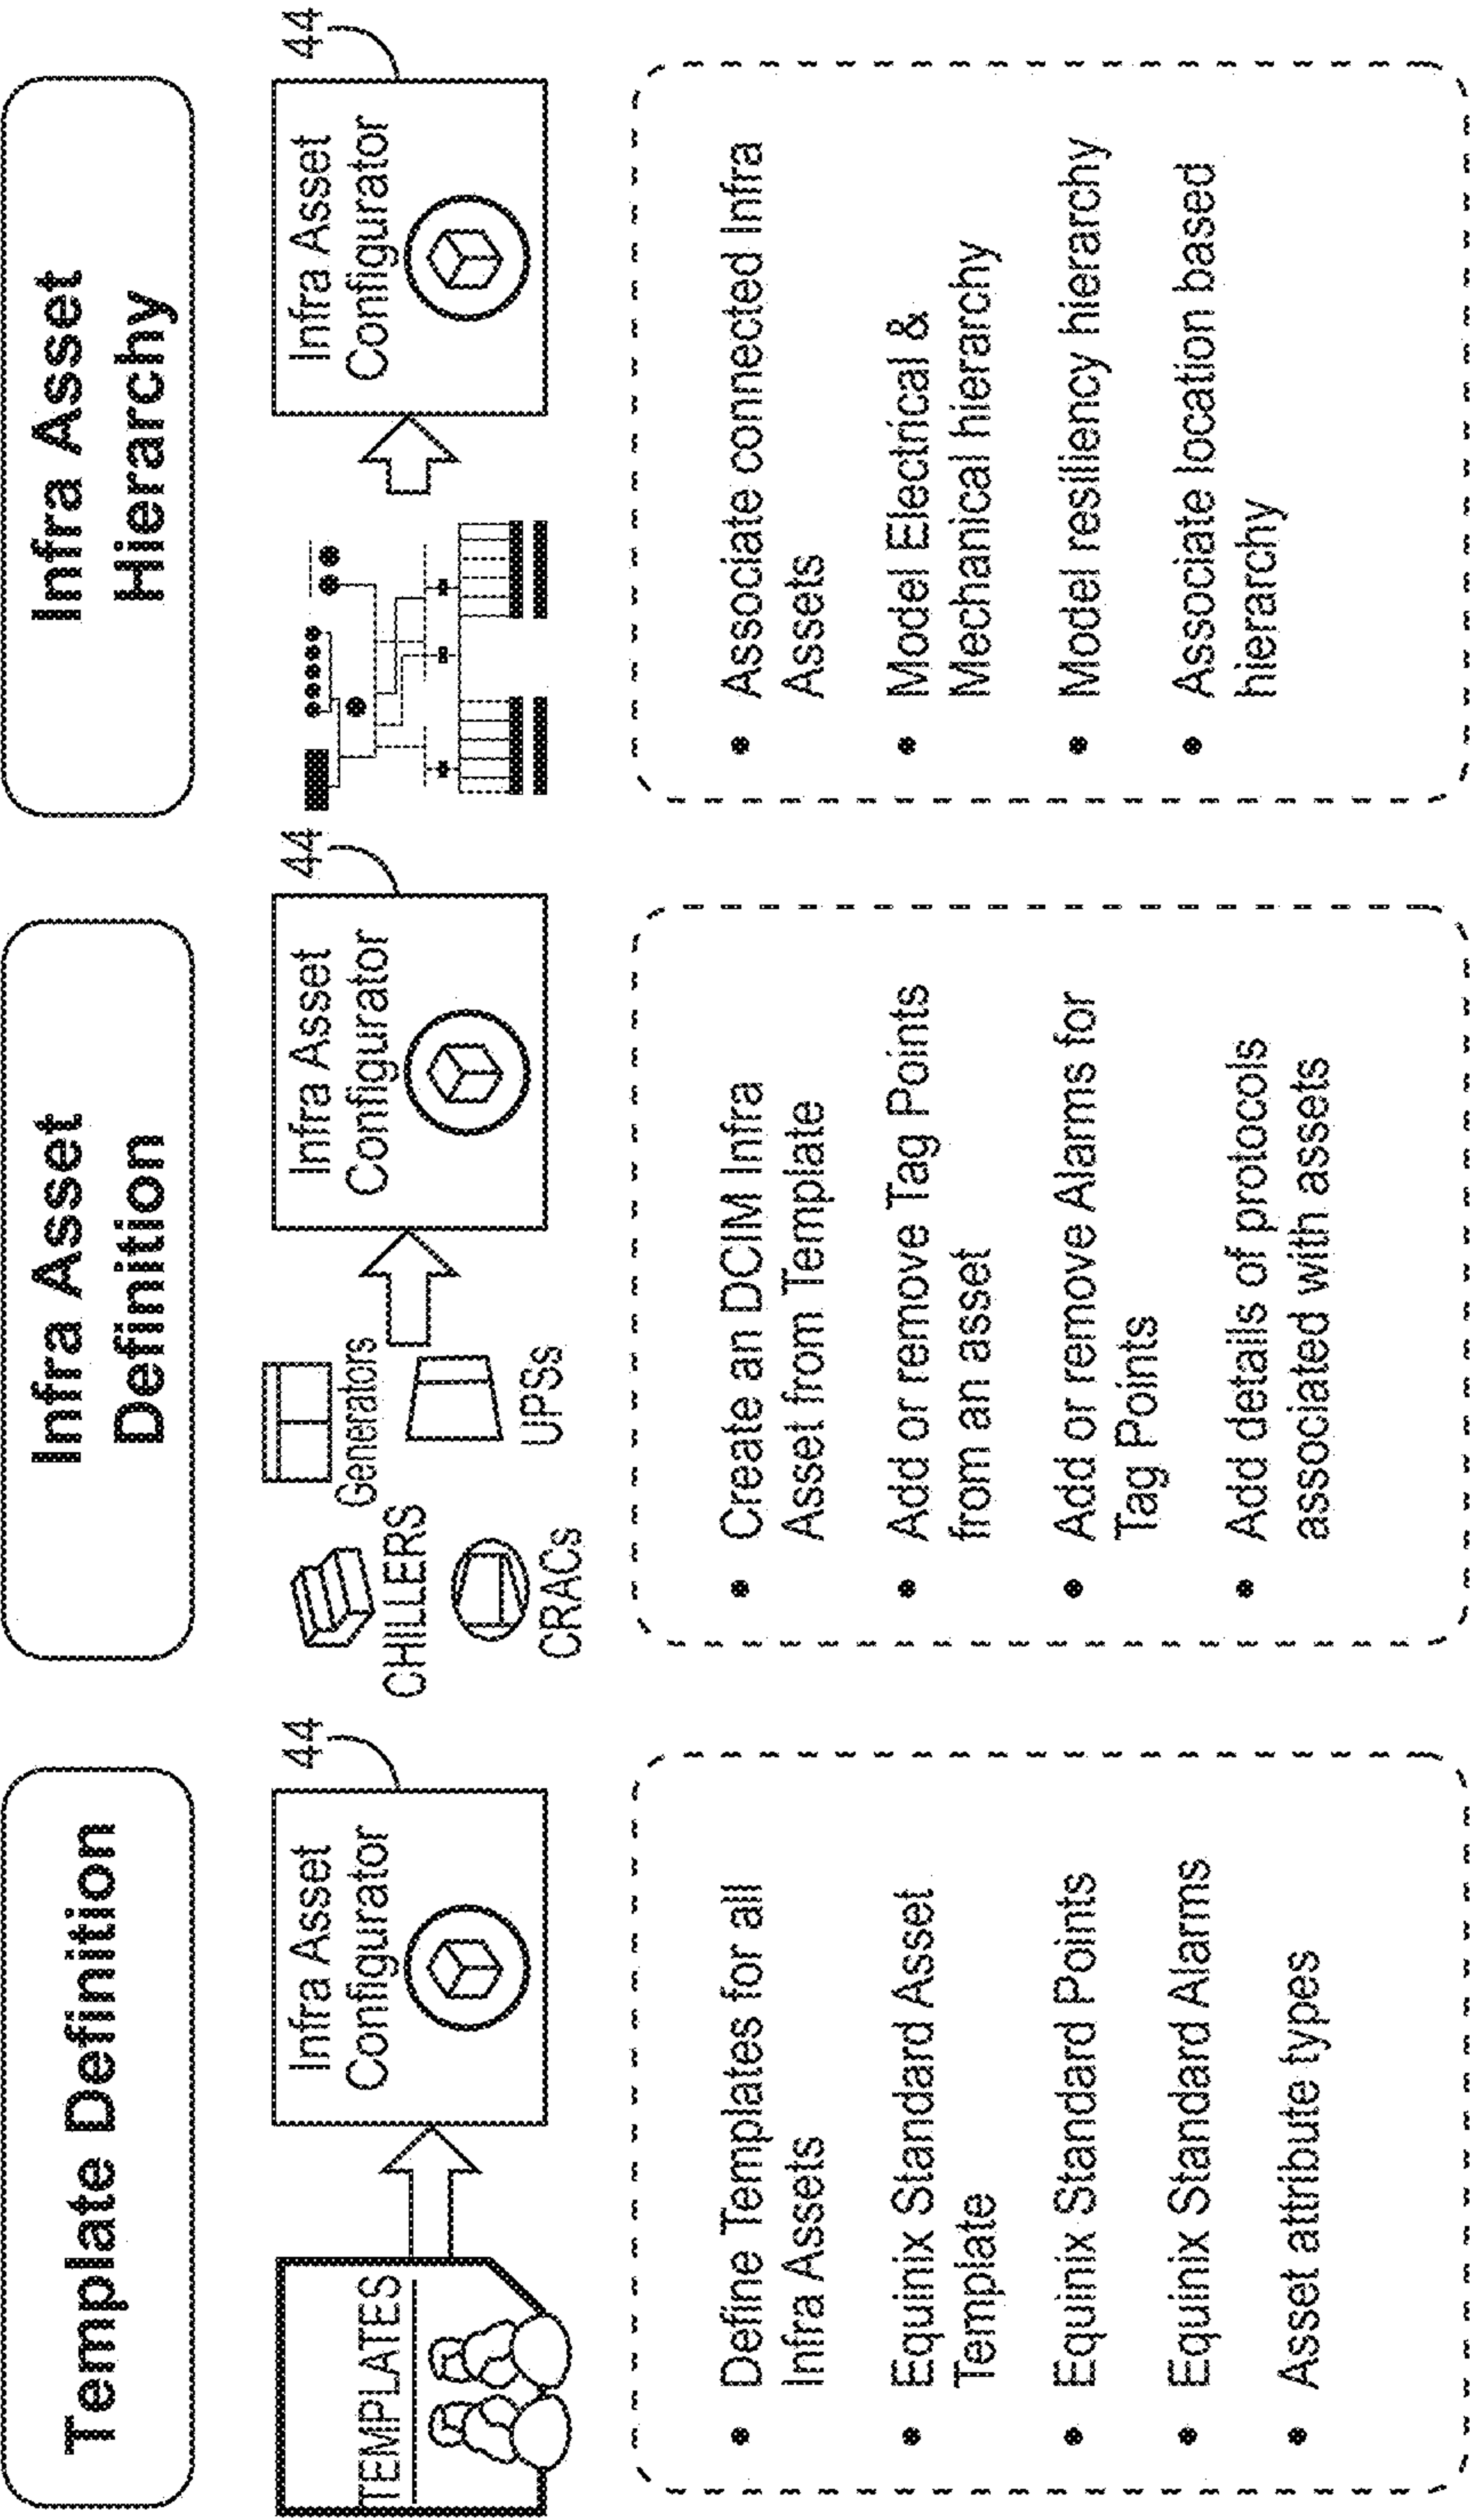 Template Definition
TEMPLATES
Infra Asset
Configurator
44
• Define Templates for all
Infra Assets
• Equinix Standard Asset
Template
• Equinix Standard Points
• Equinix Standard Alarms
• Asset attribute types
Infra Asset
Definition
CHILLERS
Generators
CRACs
UPSs
Infra Asset
Configurator
44
• Create an DCIM Infra
Asset from Template
• Add or remove Tag Points
from an asset
• Add or remove Alarms for
Tag Points
• Add details of protocols
associated with assets
Infra Asset
Hierarchy
Infra Asset
Configurator
44
• Associate connected Infra
Assets
• Model Electrical &
Mechanical hierarchy
• Model resiliency hierarchy
• Associate location based
hierarchy